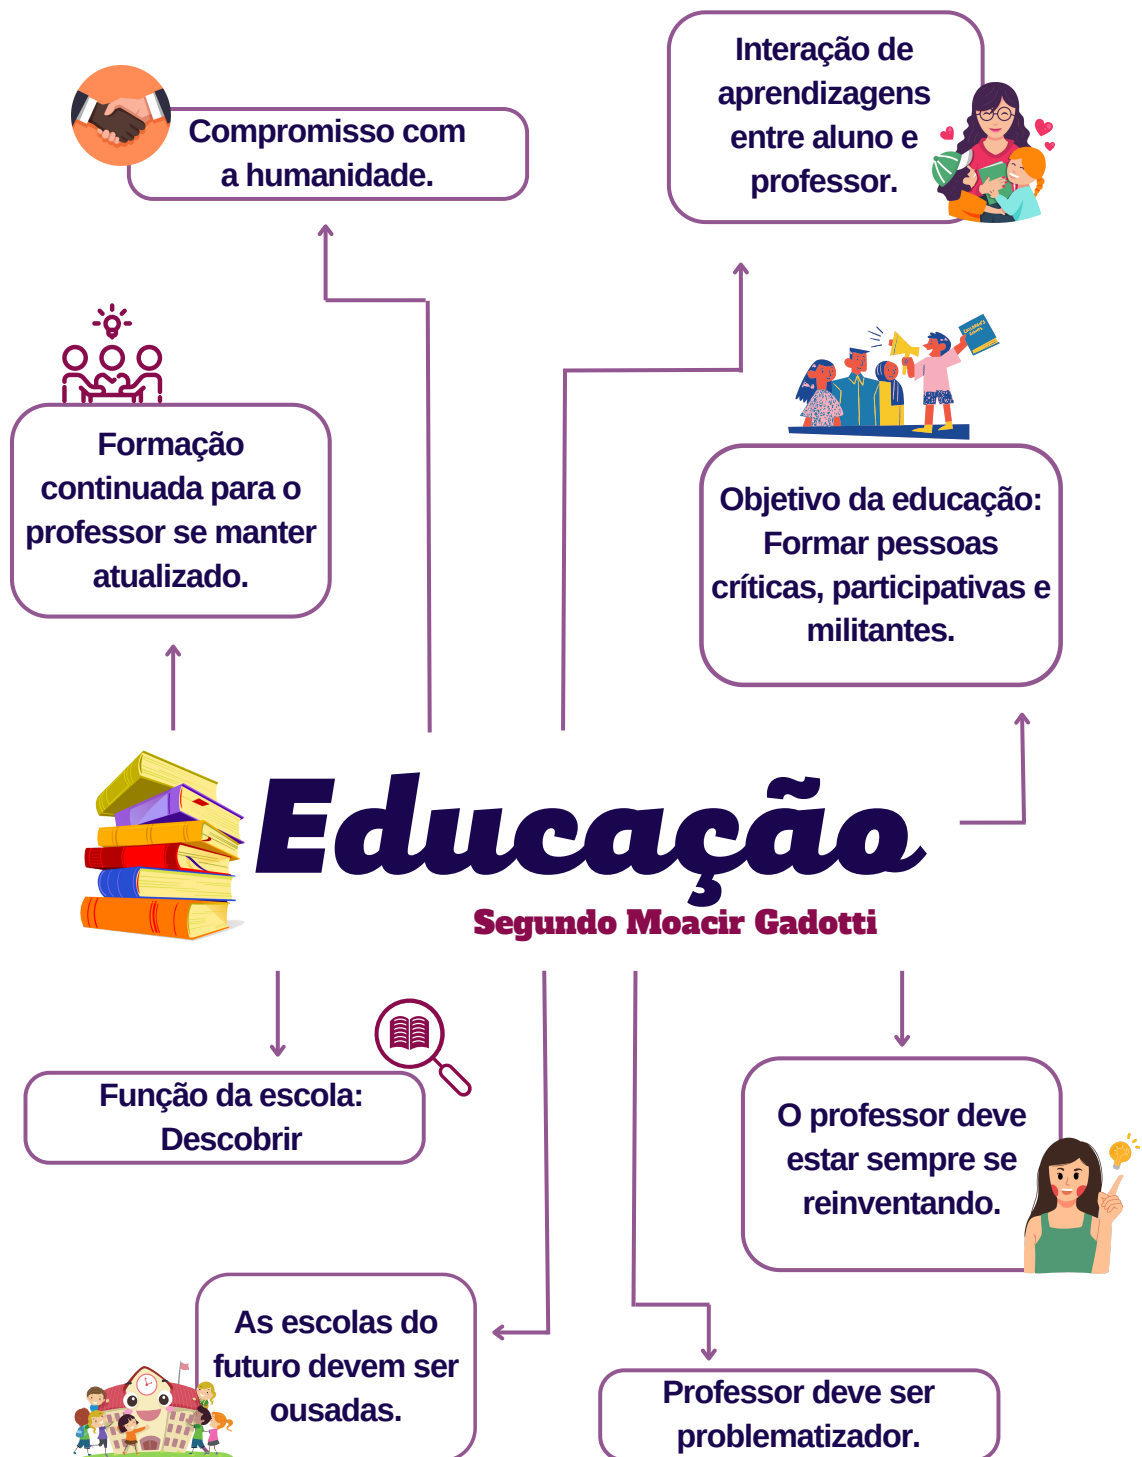 Interação de
aprendizagens
entre aluno e
professor.
Compromisso com
a humanidade.
Formação
continuada para o
professor se manter
atualizado.
Objetivo da educação:
Formar pessoas
críticas, participativas e
militantes.
Educação
Segundo Moacir Gadotti
Função da escola:
Descobrir
O professor deve
estar sempre se
reinventando.
As escolas do
futuro devem ser
ousadas.
Professor deve ser
problematizador.